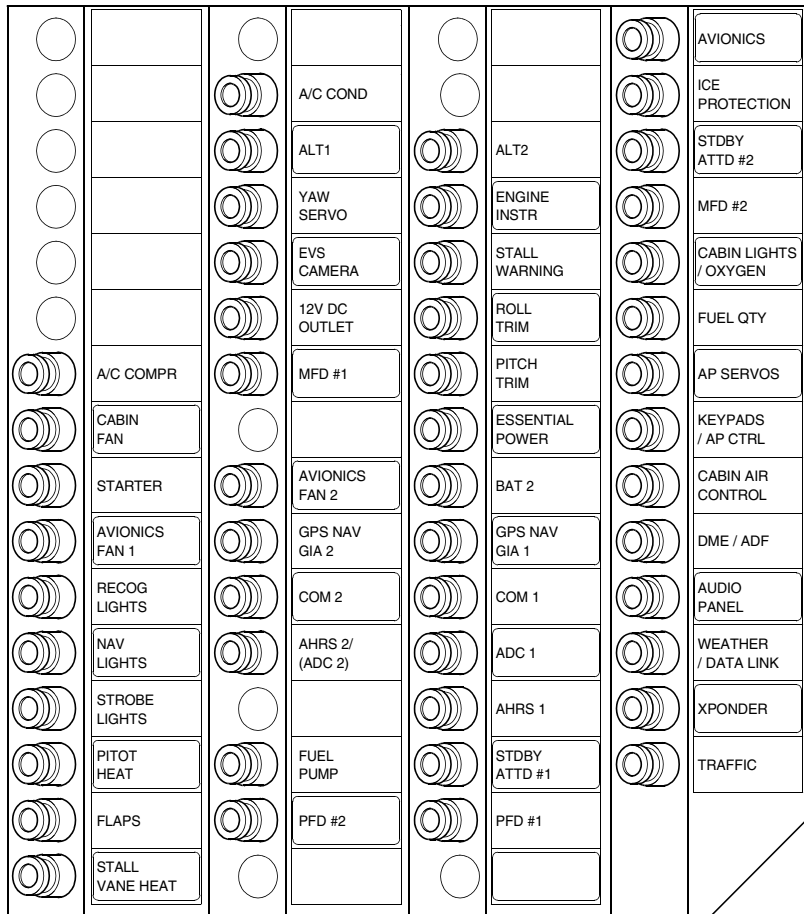 A/C COMPR
CABIN
FAN
STARTER
AVIONICS
FAN 1
RECOG
LIGHTS
NAV
LIGHTS
STROBE
LIGHTS
PITOT
HEAT
FLAPS
STALL
VANE HEAT
A/C COND
ALT1
YAW
SERVO
EVS
CAMERA
12V DC
OUTLET
MFD #1
AVIONICS
FAN 2
GPS NAV
GIA 2
COM 2
AHRS 2/
(ADC 2)
FUEL
PUMP
PFD #2
ALT2
ENGINE
INSTR
STALL
WARNING
ROLL
TRIM
PITCH
TRIM
ESSENTIAL
POWER
BAT 2
GPS NAV
GIA 1
COM 1
ADC 1
AHRS 1
STDBY
ATTD #1
PFD #1
AVIONICS
ICE
PROTECTION
STDBY
ATTD #2
MFD #2
CABIN LIGHTS
/ OXYGEN
FUEL QTY
AP SERVOS
KEYPADS
/ AP CTRL
CABIN AIR
CONTROL
DME / ADF
AUDIO
PANEL
WEATHER
/ DATA LINK
XPONDER
TRAFFIC